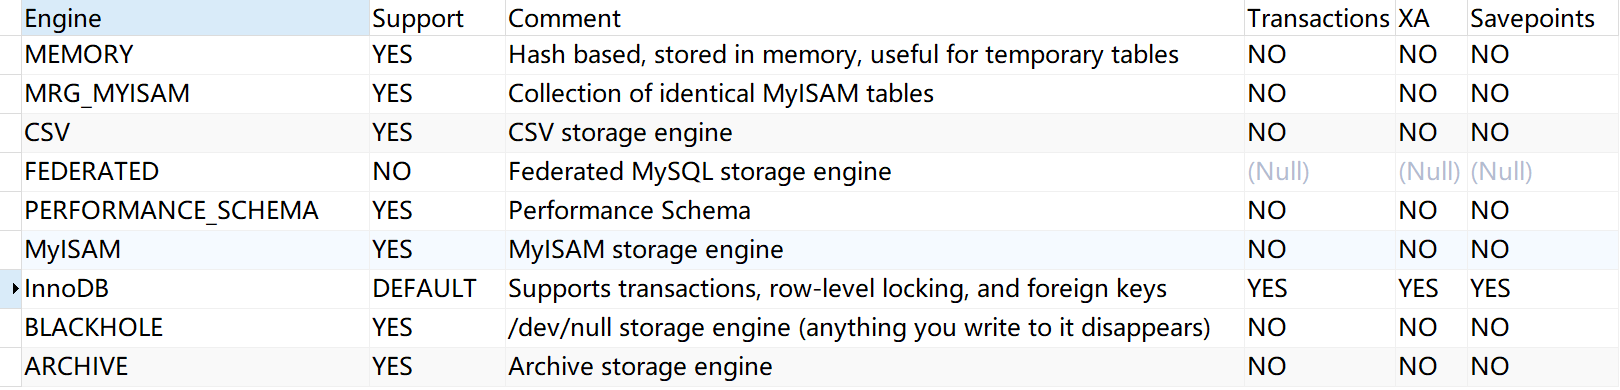 Engine Support Comment Transactions XA Savepoints
MEMORY YES Hash based, stored in memory, useful for temporary tables NO NO NO
MRG_MYISAM YES Collection of identical MyISAM tables NO NO NO
CSV YES CSV storage engine NO NO NO
FEDERATED NO Federated MySQL storage engine (Null) (Null) (Null)
PERFORMANCE_SCHEMA YES Performance Schema NO NO NO
MyISAM YES MyISAM storage engine NO NO NO
InnoDB DEFAULT Supports transactions, row-level locking, and foreign keys YES YES YES
BLACKHOLE YES /dev/null storage engine (anything you write to it disappears) NO NO NO
ARCHIVE YES Archive storage engine NO NO NO